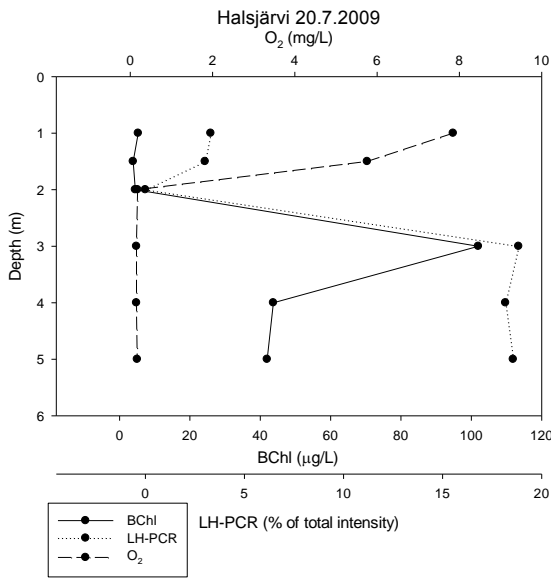 Halsjärvi 20.7.2009
O2 (mg/L)
0 2 4 6 8 10
0
1
2
3
4
5
6
Depth (m)
0 20 40 60 80 100 120
BChl (µg/L)
0 5 10 15 20
LH-PCR (% of total intensity)
BChl
LH-PCR
O2